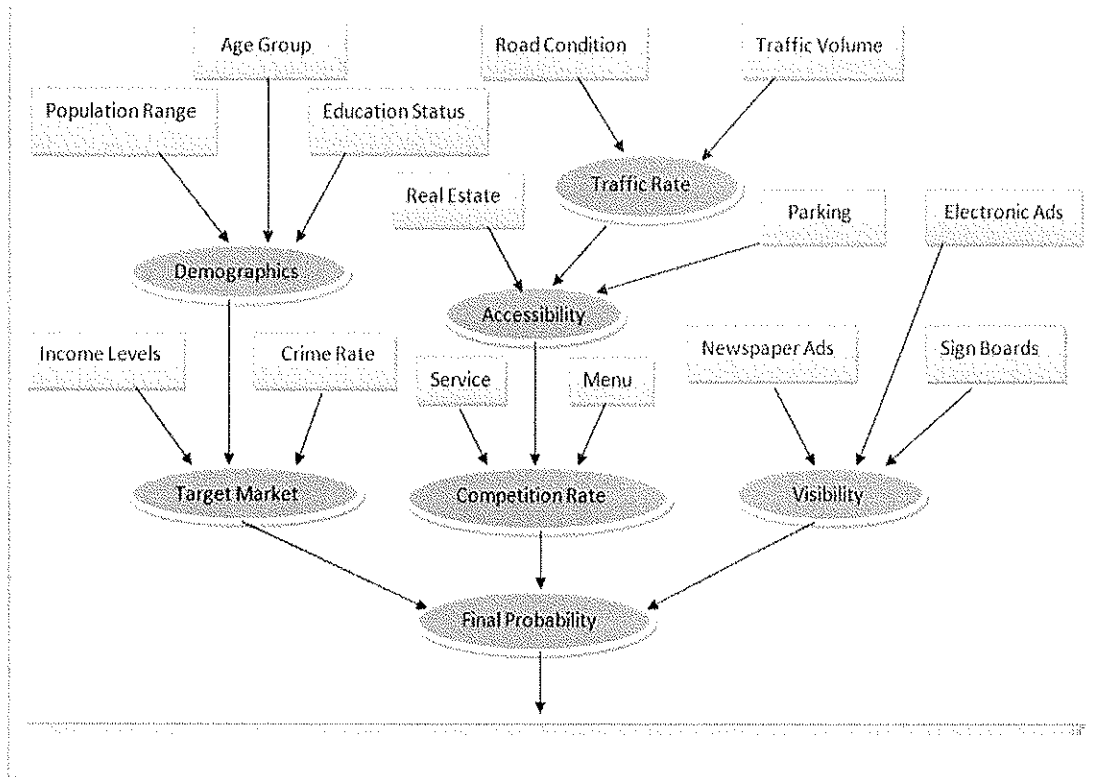 Age Group
Road Condition
Traffic Volume
Population Range
Education Status
Traffic Rate
Real Estate
Parking
Electronic Ads
Demographics
Accessibility
Income Levels
Crime Rate
Newspaper Ads
Sign Boards
Service
Menu
Target Market
Competition Rate
Visibility
Final Probability